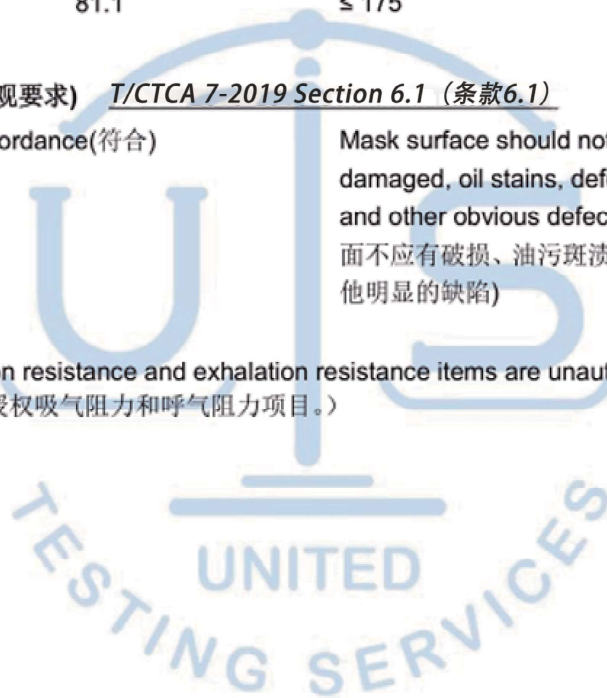 81.1 ≤ 175
观要求) T/CTCA 7-2019 Section 6.1（条款6.1）
ordance(符合) Mask surface should not
damaged, oil stains, def
and other obvious defec
面不应有破损、油污斑渍
他明显的缺陷)
n resistance and exhalation resistance items are unaut
授权吸气阻力和呼气阻力项目。）
U S
UNITED
TESTING SERVICES